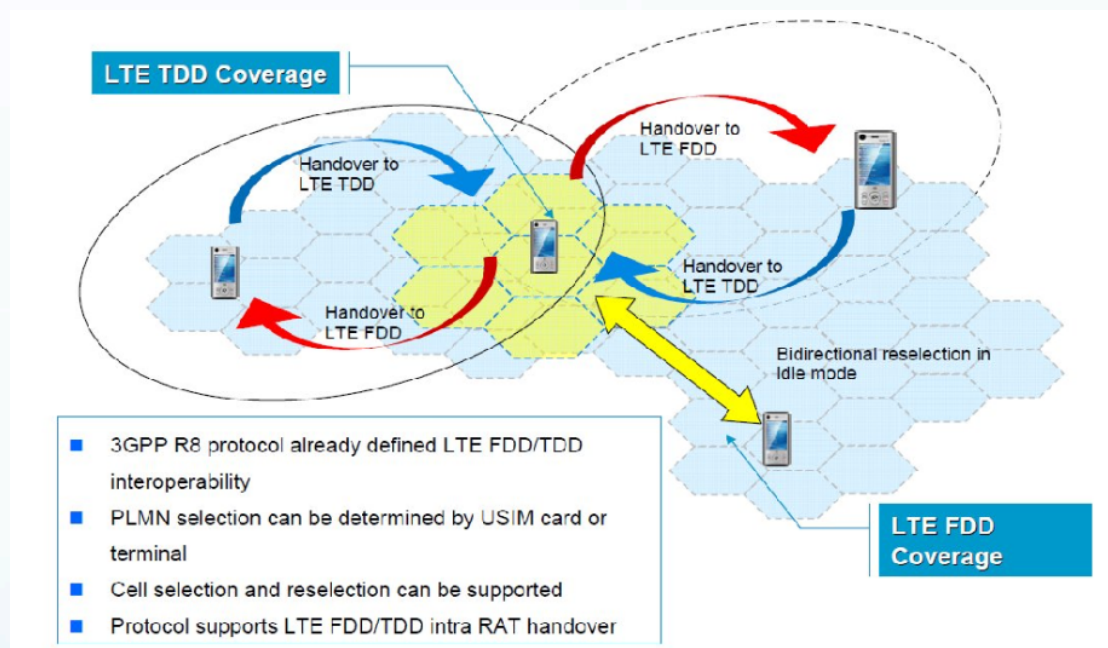 LTE TDD Coverage
Handover to
LTE FDD
Handover to
LTE TDD
Handover to
LTE TDD
Handover to
LTE FDD
Bidirectional reselection in
Idle mode
3GPP R8 protocol already defined LTE FDD/TDD
interoperability
PLMN selection can be determined by USIM card or
terminal
Cell selection and reselection can be supported
Protocol supports LTE FDD/TDD intra RAT handover
LTE FDD
Coverage